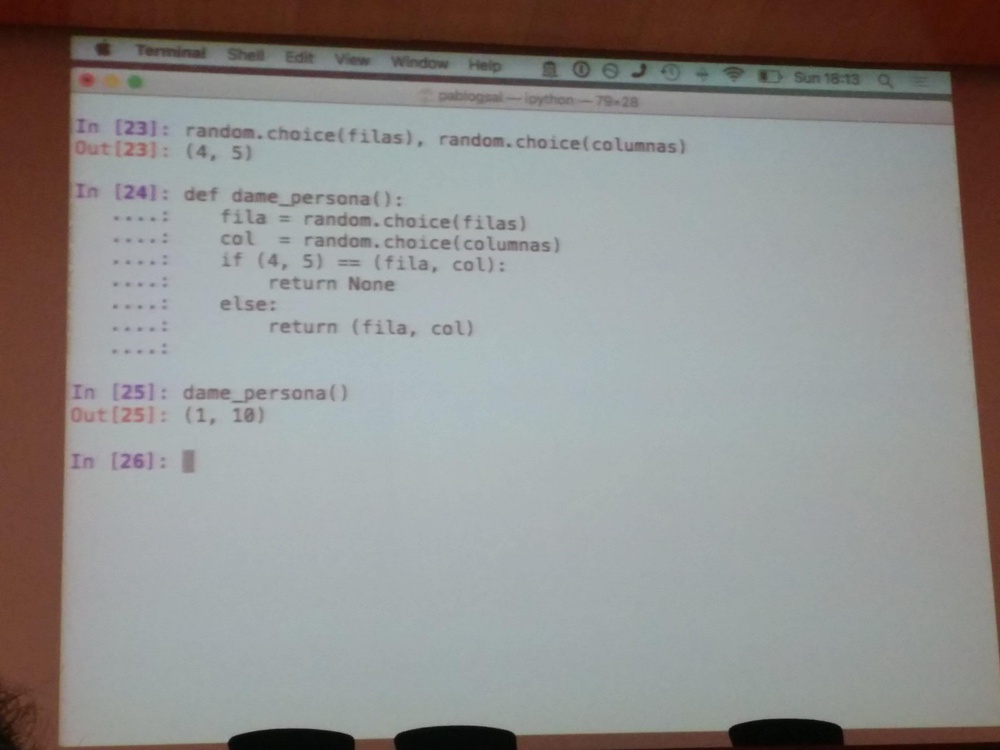 Terminal Shell Edit View Window Help Sun 18:13
pablogsal — ipython — 79×28
In [23]: random.choice(filas), random.choice(columnas)
Out[23]: (4, 5)
In [24]: def dame_persona():
....: fila = random.choice(filas)
....: col = random.choice(columnas)
....: if (4, 5) == (fila, col):
....: return None
....: else:
....: return (fila, col)
....:
In [25]: dame_persona()
Out[25]: (1, 10)
In [26]: